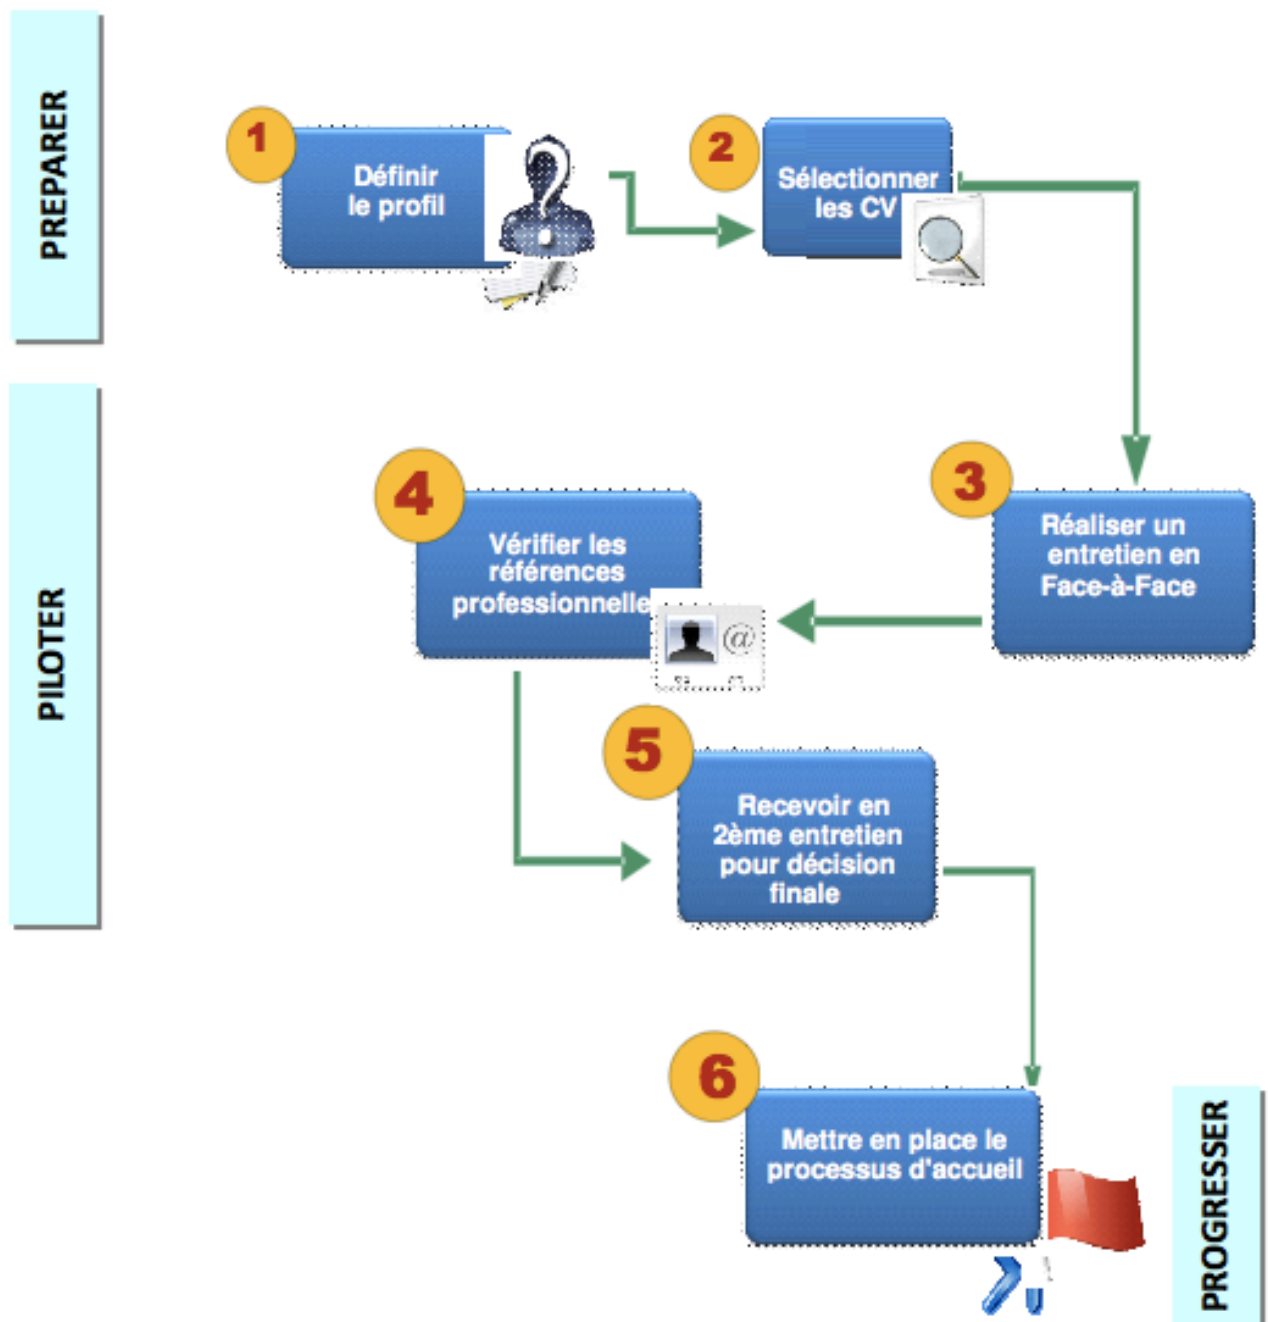 PREPARER
1
Définir
le profil
2
Sélectionner
les CV
PILOTER
3
Réaliser un
entretien en
Face-à-Face
4
Vérifier les
références
professionnelle
@
5
Recevoir en
2ème entretien
pour décision
finale
6
Mettre en place le
processus d'accueil
PROGRESSER